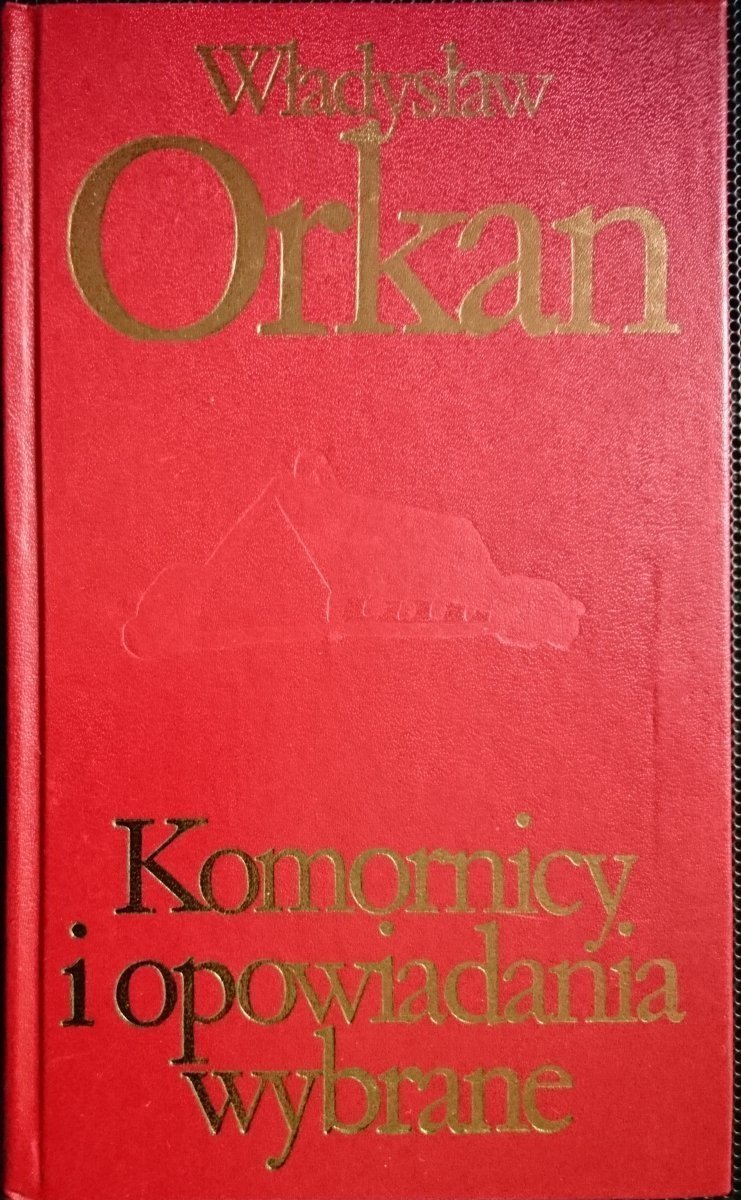 Władysław
Orkan
Komornicy
i opowiadania
wybrane